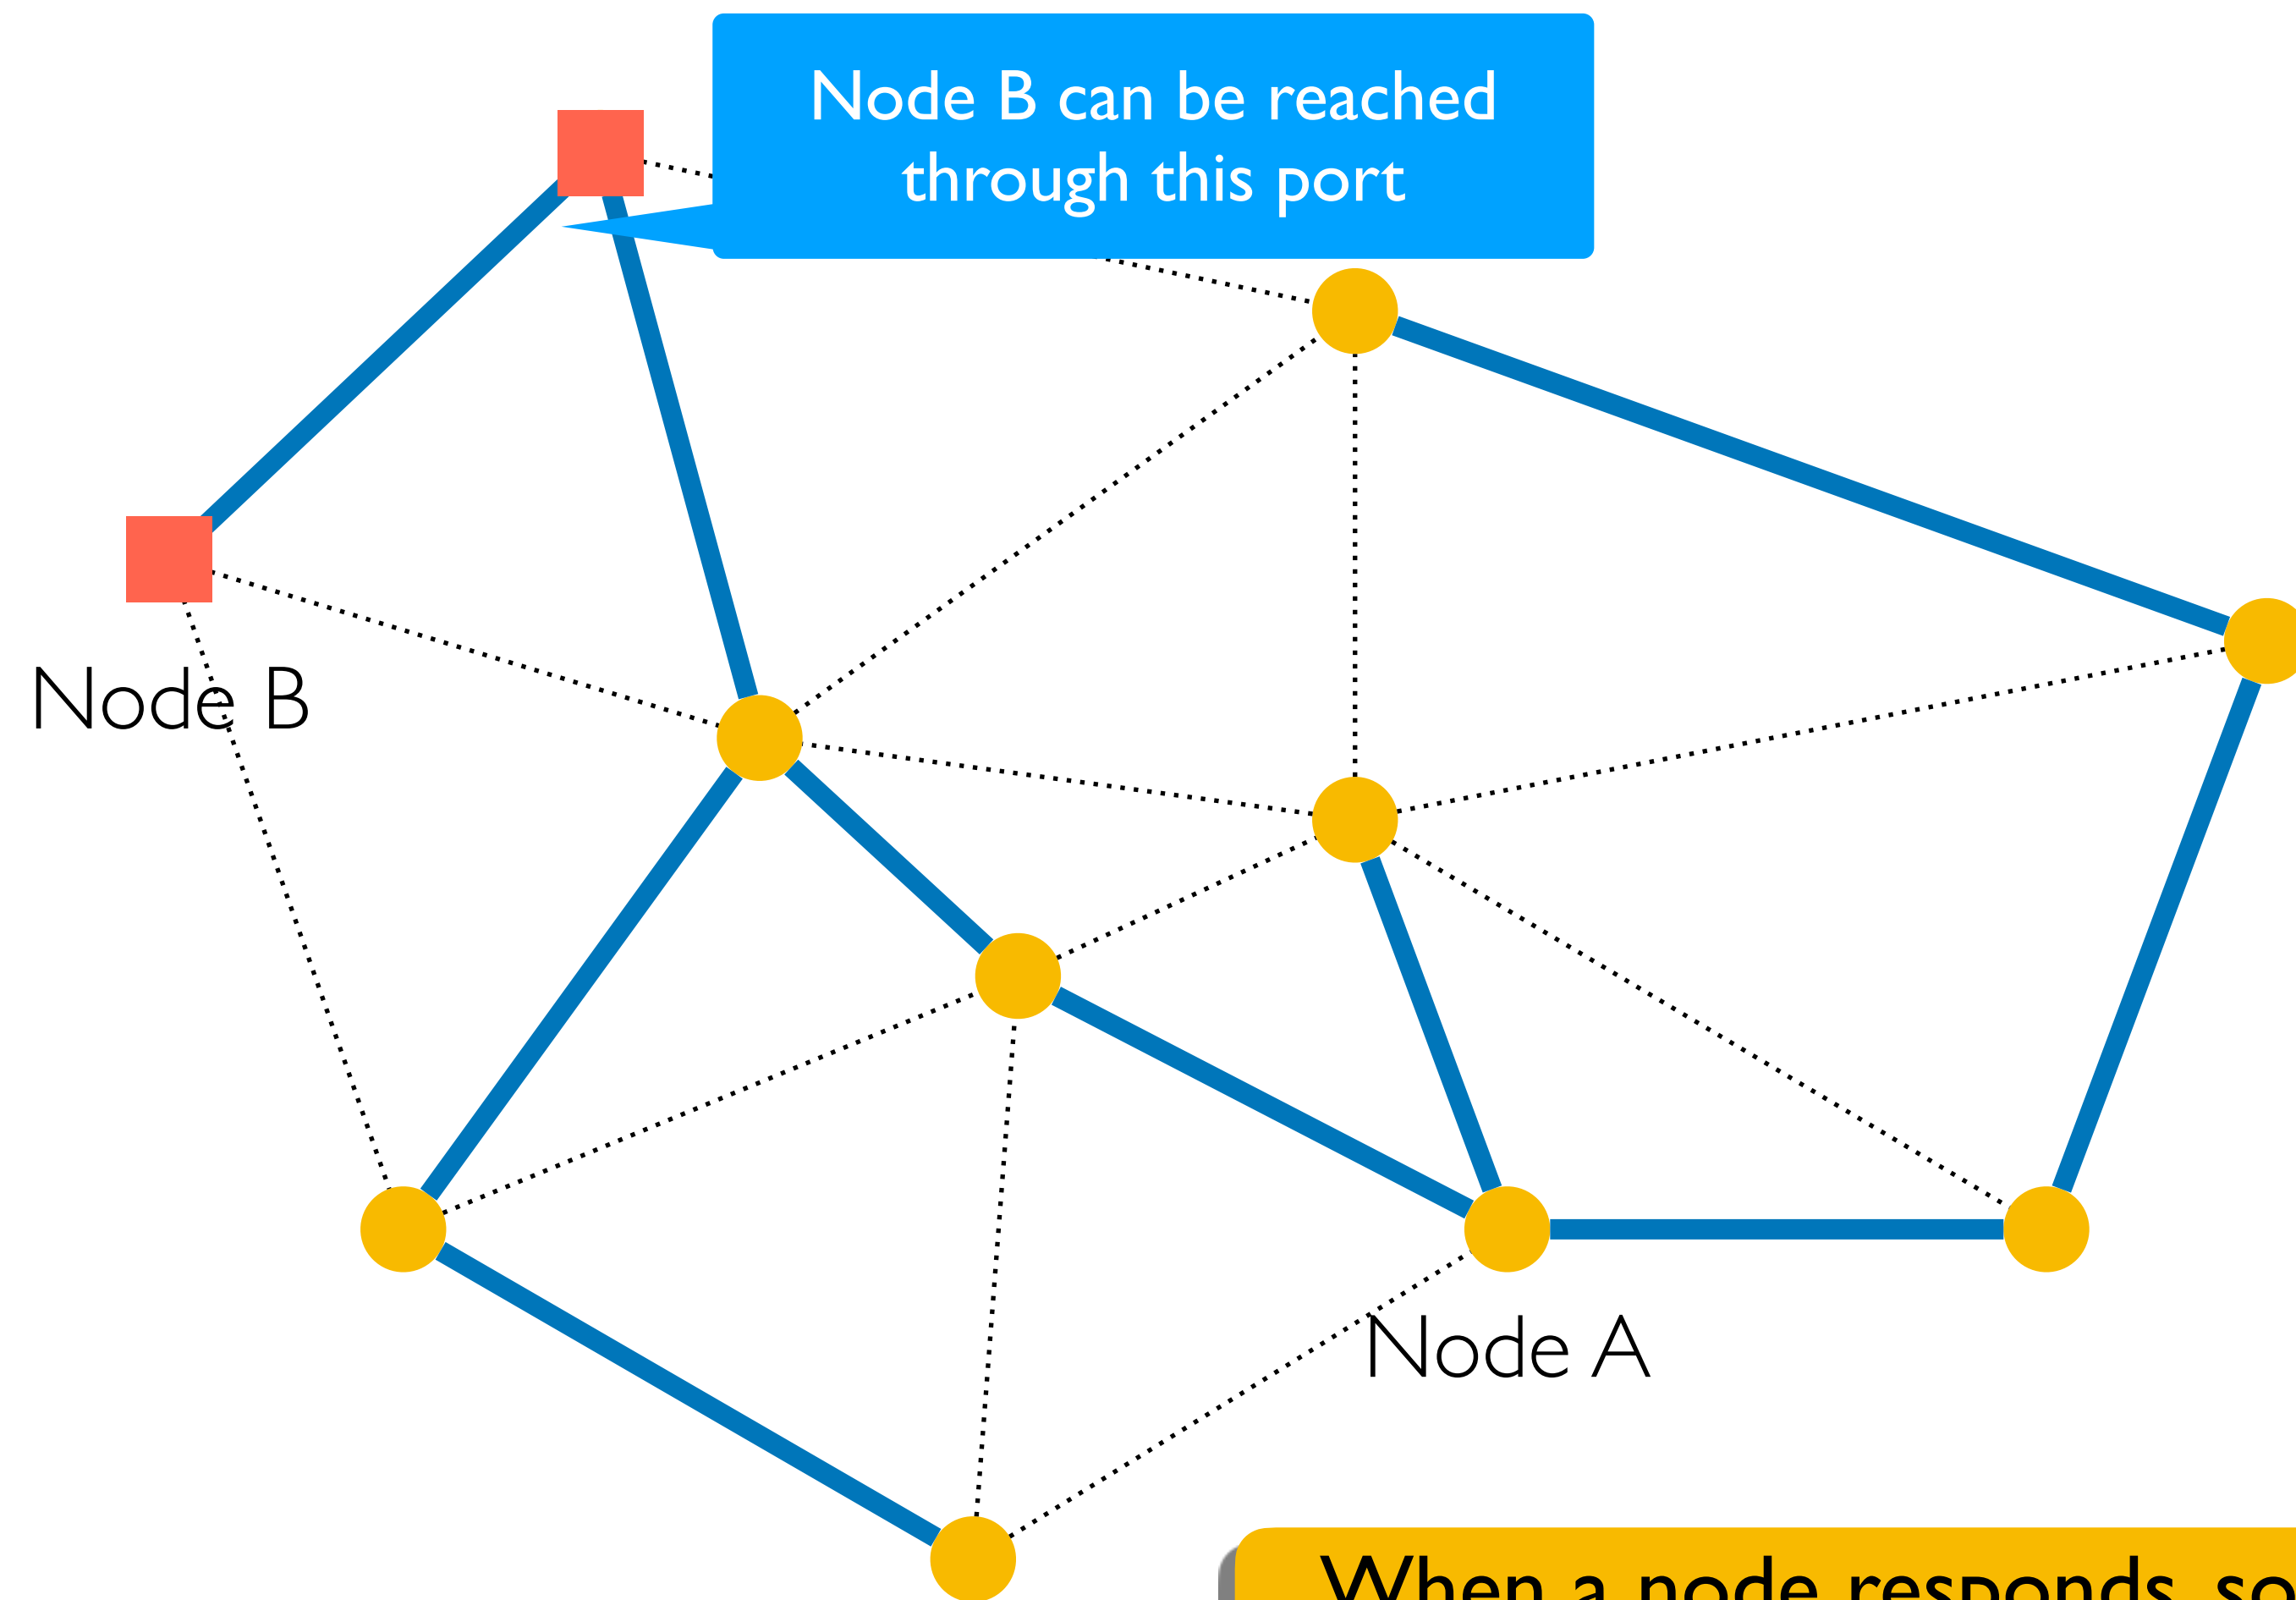 Node B can be reached
through this port
Node B
Node A
When a node responds, so